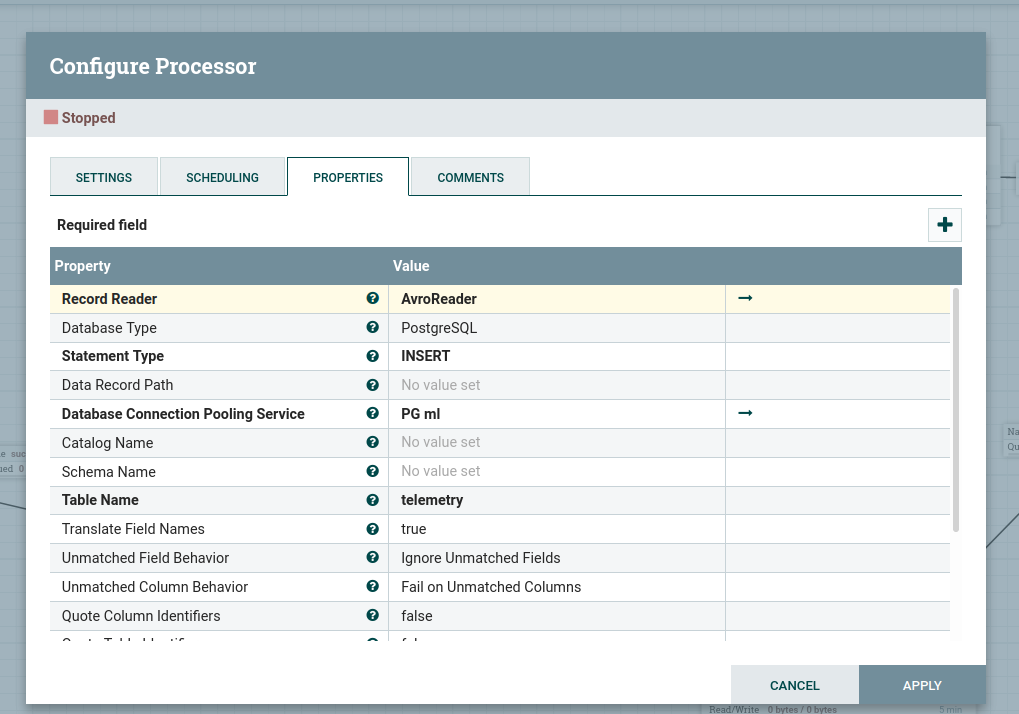 Configure Processor
Stopped
SETTINGS SCHEDULING PROPERTIES COMMENTS
Required field
Property Value
Record Reader AvroReader
Database Type PostgreSQL
Statement Type INSERT
Data Record Path No value set
Database Connection Pooling Service PG ml
Catalog Name No value set
Schema Name No value set
Table Name telemetry
Translate Field Names true
Unmatched Field Behavior Ignore Unmatched Fields
Unmatched Column Behavior Fail on Unmatched Columns
Quote Column Identifiers false
CANCEL APPLY
Read/Write 0 bytes / 0 bytes 5 min